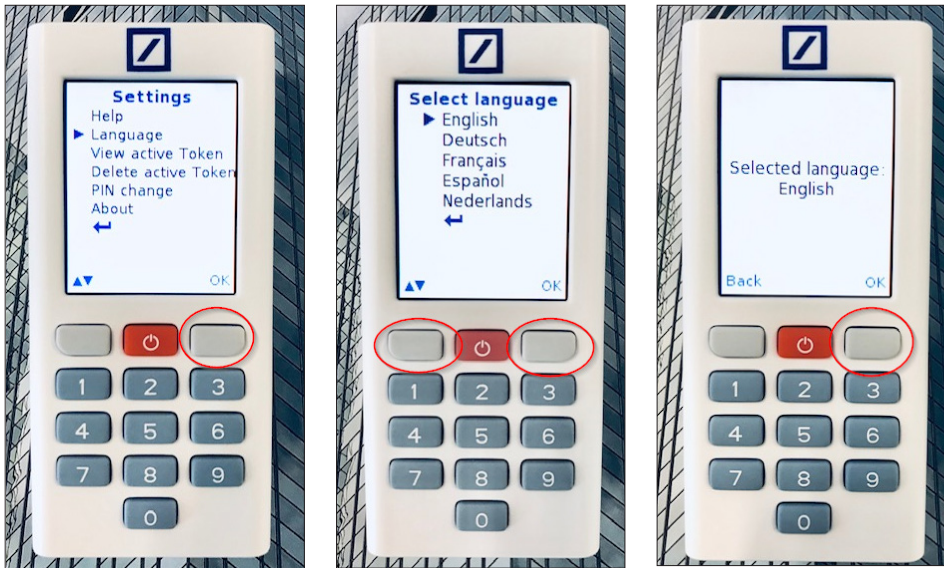 Settings
Help
Language
View active Token
Delete active Token
PIN change
About
OK
1 2 3
4 5 6
7 8 9
0
Select language
English
Deutsch
Français
Español
Nederlands
OK
1 2 3
4 5 6
7 8 9
0
Selected language:
English
Back OK
1 2 3
4 5 6
7 8 9
0